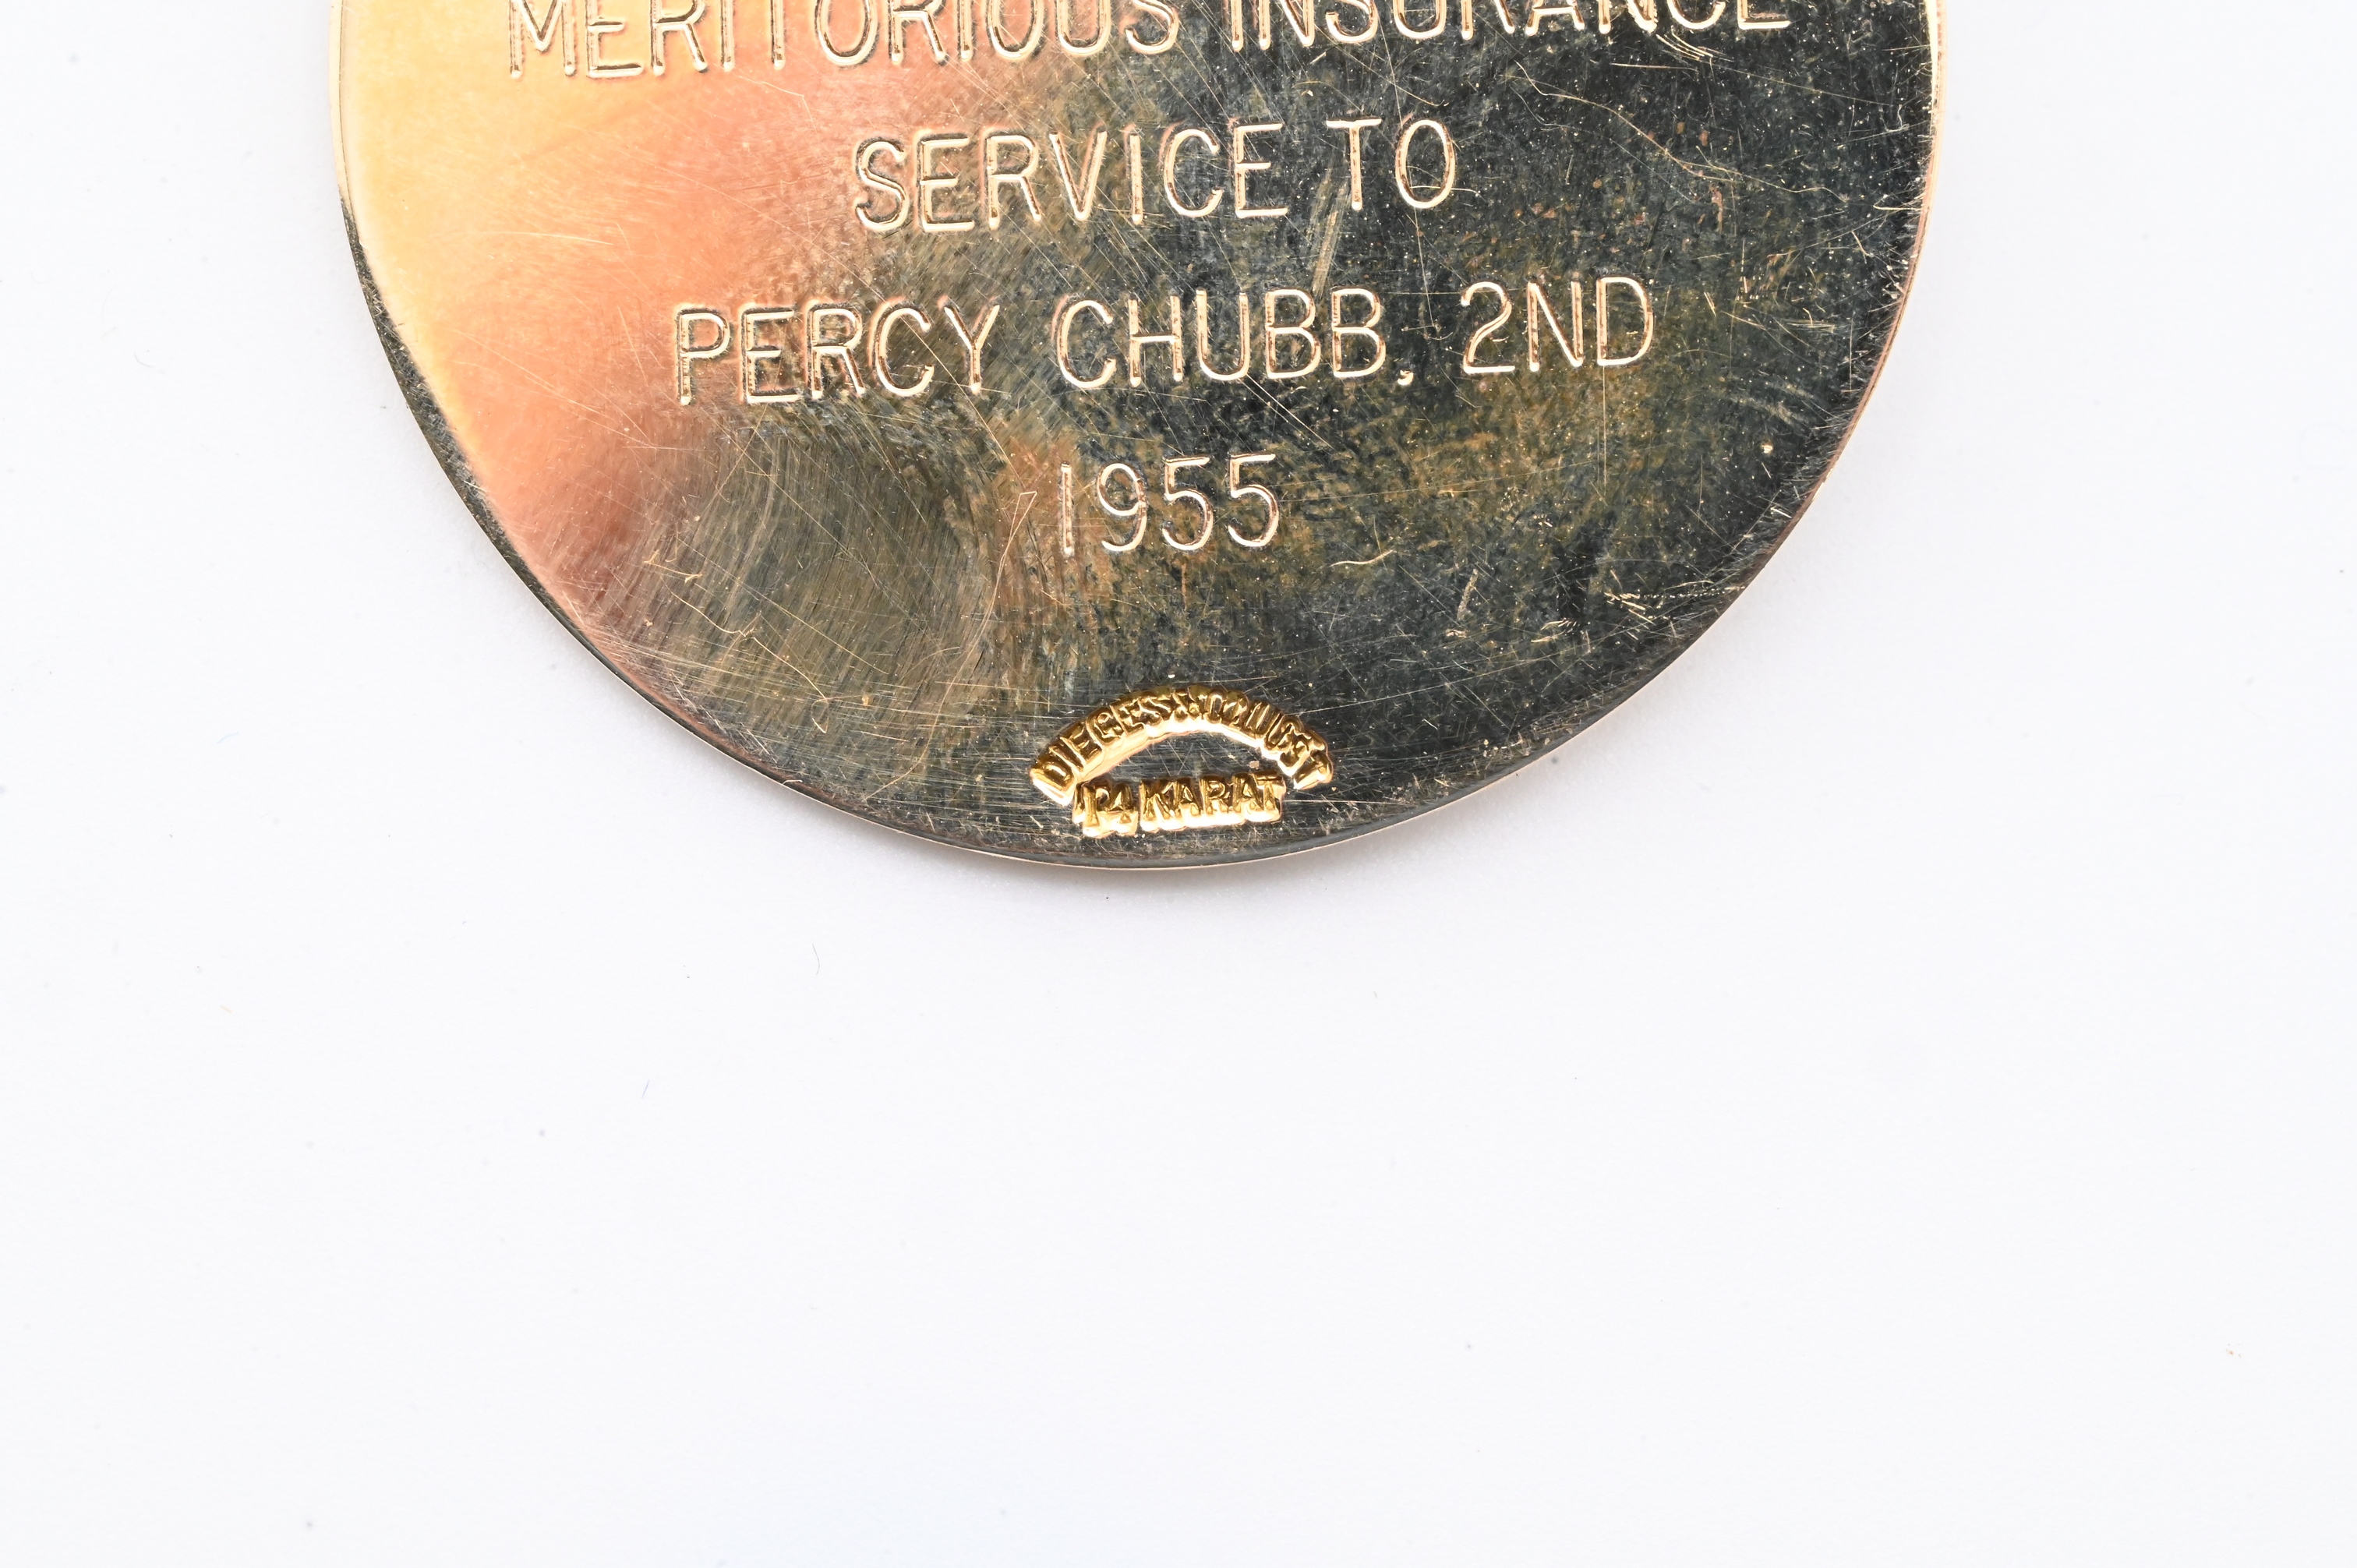 MERITORIOUS INSURANCE
SERVICE TO
PERCY CHUBB, 2ND
1955
DIEGES & CLUST
14 KARAT